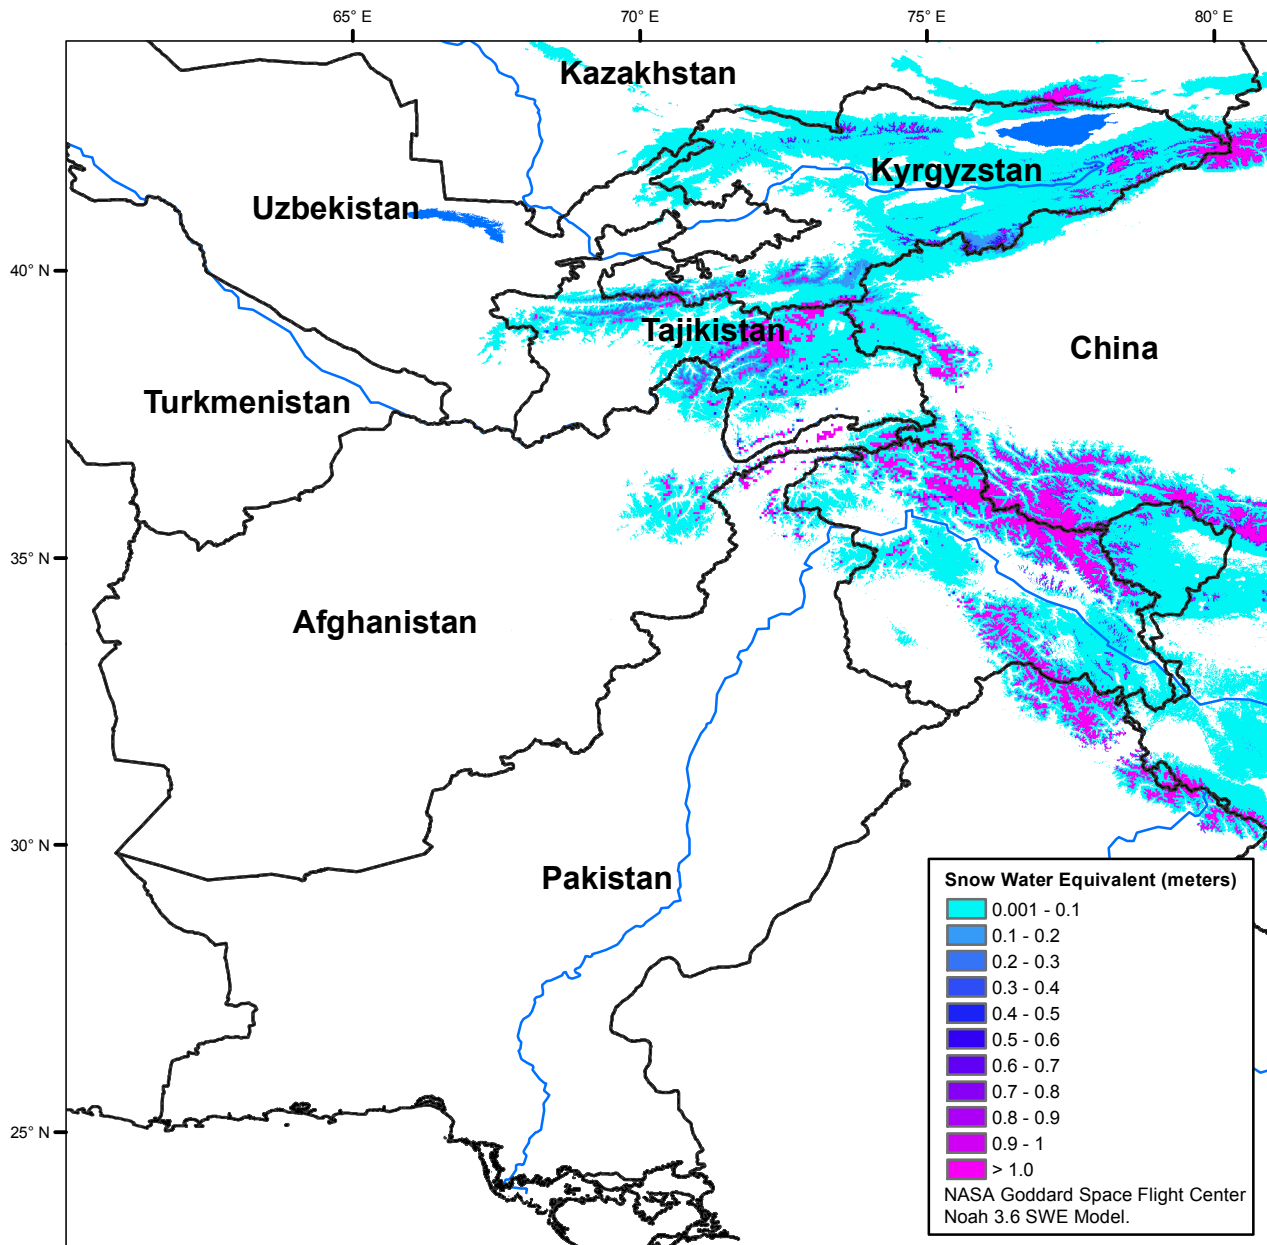 65° E
70° E
75° E
80° E
Kazakhstan
Kyrgyzstan
Uzbekistan
40° N
Tajikistan
China
Turkmenistan
35° N
Afghanistan
30° N
Pakistan
25° N
Snow Water Equivalent (meters)
0.001 - 0.1
0.1 - 0.2
0.2 - 0.3
0.3 - 0.4
0.4 - 0.5
0.5 - 0.6
0.6 - 0.7
0.7 - 0.8
0.8 - 0.9
0.9 - 1
> 1.0
NASA Goddard Space Flight Center
Noah 3.6 SWE Model.